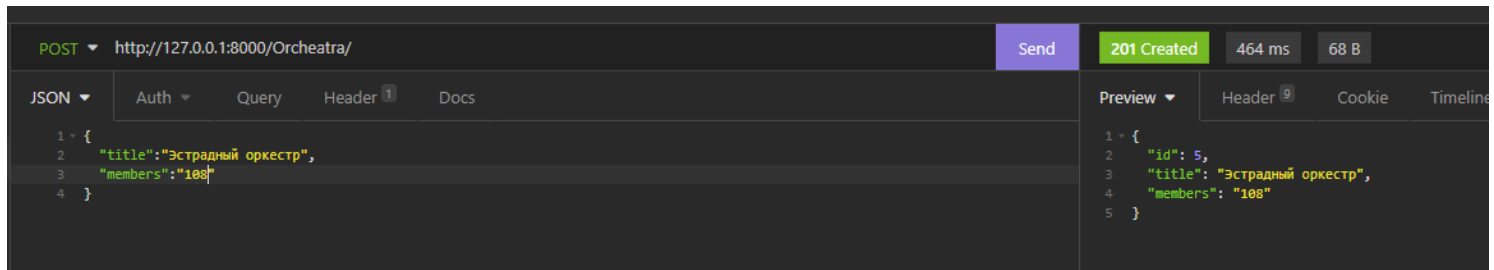 POST http://127.0.0.1:8000/Orcheatra/ Send 201 Created 464 ms 68 B
JSON Auth Query Header 1 Docs Preview Header 9 Cookie Timeline
1 {
2 "title":"Эстрадный оркестр",
3 "members":"108"
4 }
1 {
2 "id": 5,
3 "title": "Эстрадный оркестр",
4 "members": "108"
5 }